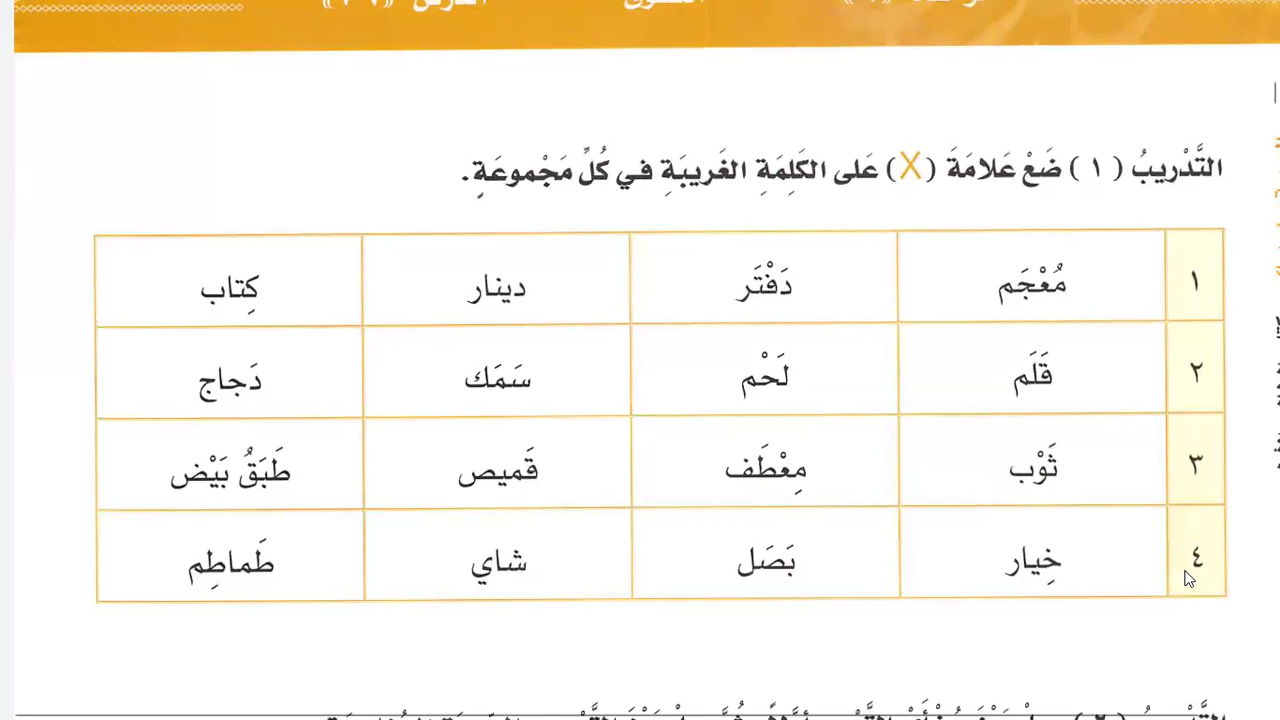 التَّدْريبُ ( ١ ) ضَعْ عَلامَةَ (X) عَلى الكَلِمَةِ الغَريبَةِ في كُلِّ مَجْموعَةٍ.
١ مُعْجَم دَفْتَر دينار كِتاب
٢ قَلَم لَحْم سَمَك دَجاج
٣ ثَوْب مِعْطَف قَميص طَبَقُ بَيْض
٤ خِيار بَصَل شاي طَماطِم